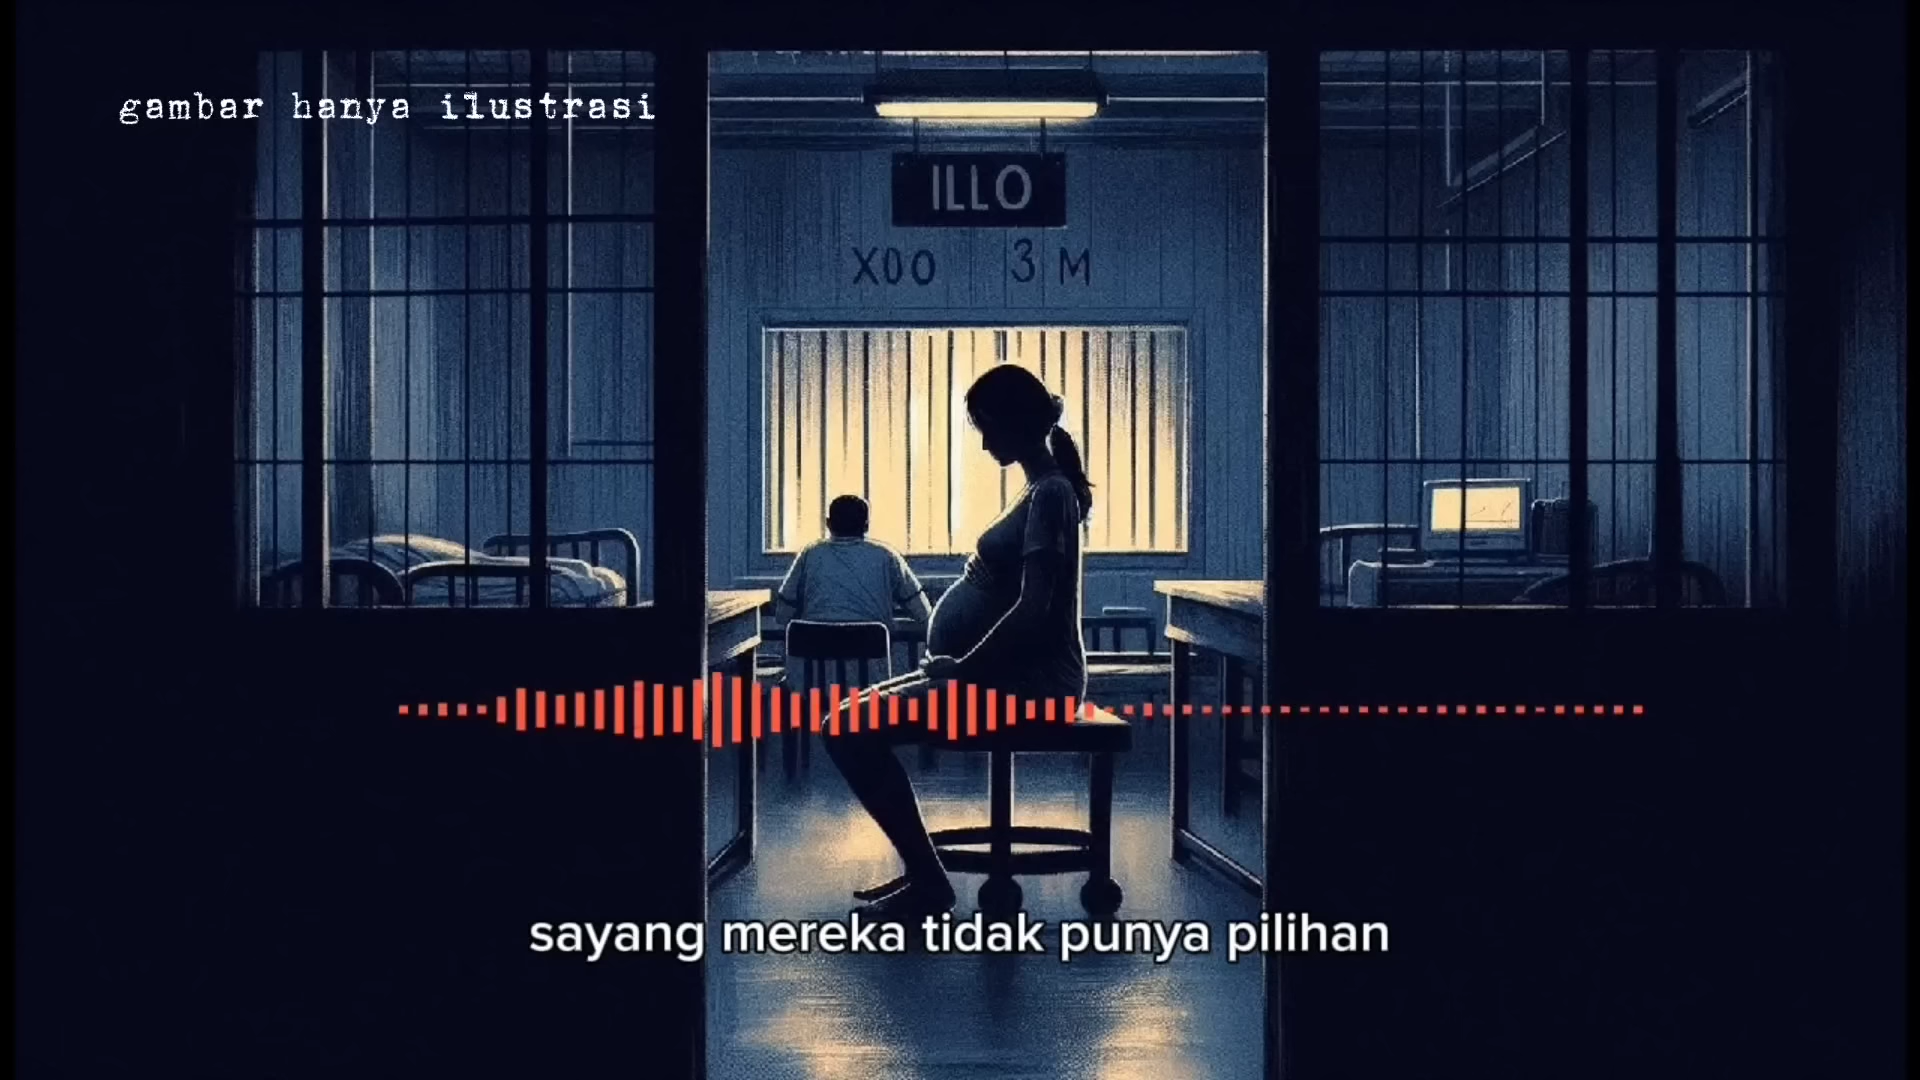 gambar hanya ilustrasi
ILLO
X00 3 M
sayang mereka tidak punya pilihan